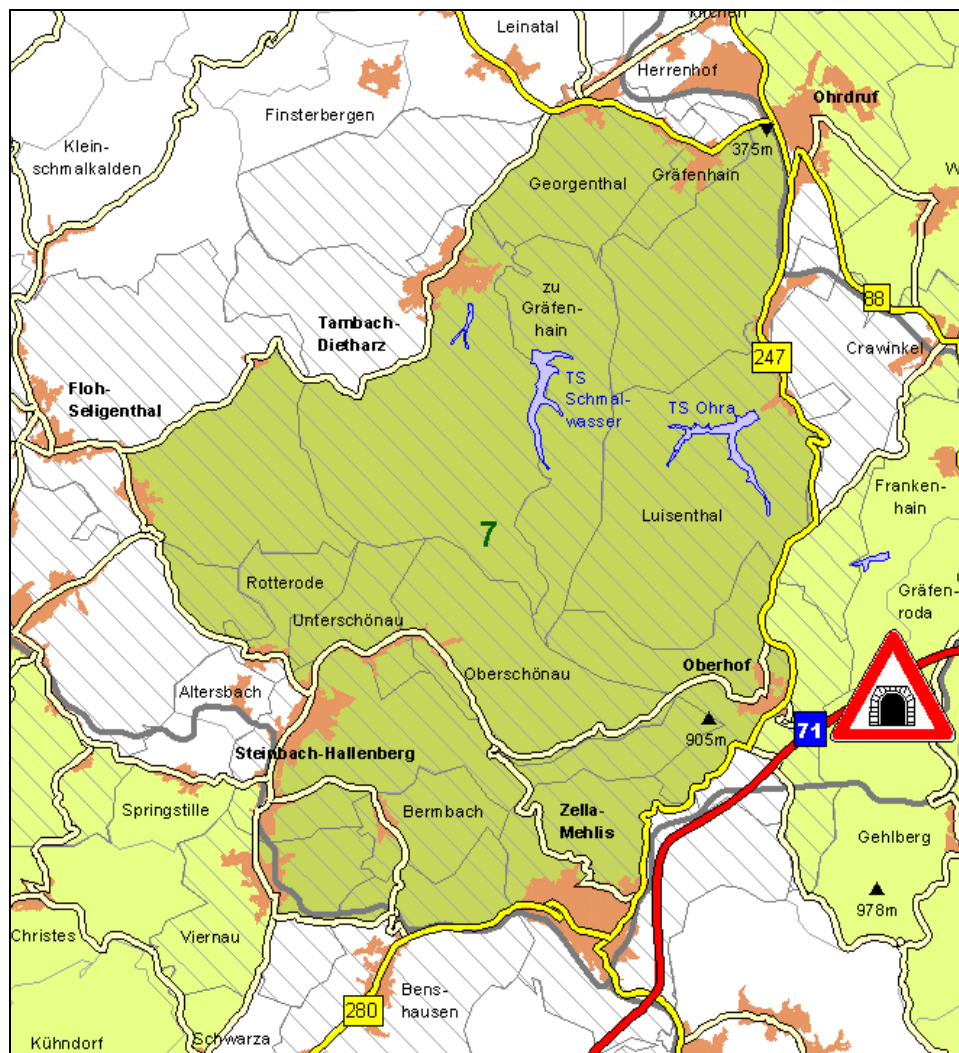 Leinatal
Herrenhof
Ohrdruf
Finsterbergen
375m
Klein-
schmalkalden
Georgenthal
Gräfenhain
W
zu
Gräfen-
hain
88
Tambach-
Dietharz
247
Crawinkel
Floh-
Seligenthal
TS
Schmal-
wasser
TS Ohra
Franken-
hain
Luisenthal
7
Rotterode
Gräfen-
roda
Unterschönau
Oberschönau
Oberhof
Altersbach
905m
71
Steinbach-Hallenberg
Springstille
Bermbach
Zella-
Mehlis
Gehlberg
978m
Christes
Viernau
Bens-
hausen
280
Schwarza
Kühndorf